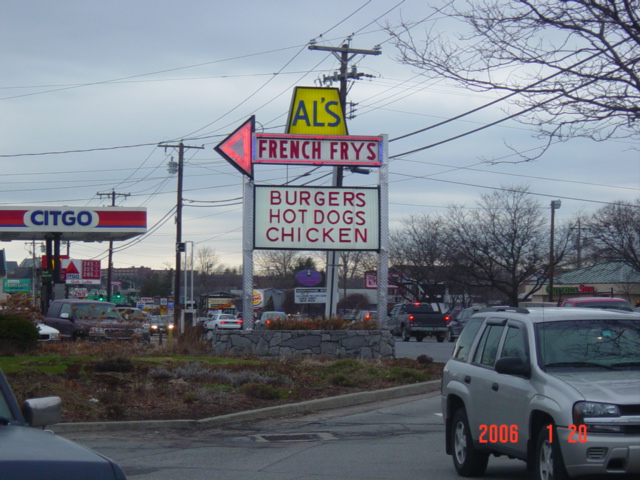 AL'S
FRENCH FRYS
BURGERS
HOT DOGS
CHICKEN
CITGO
2006 1 20